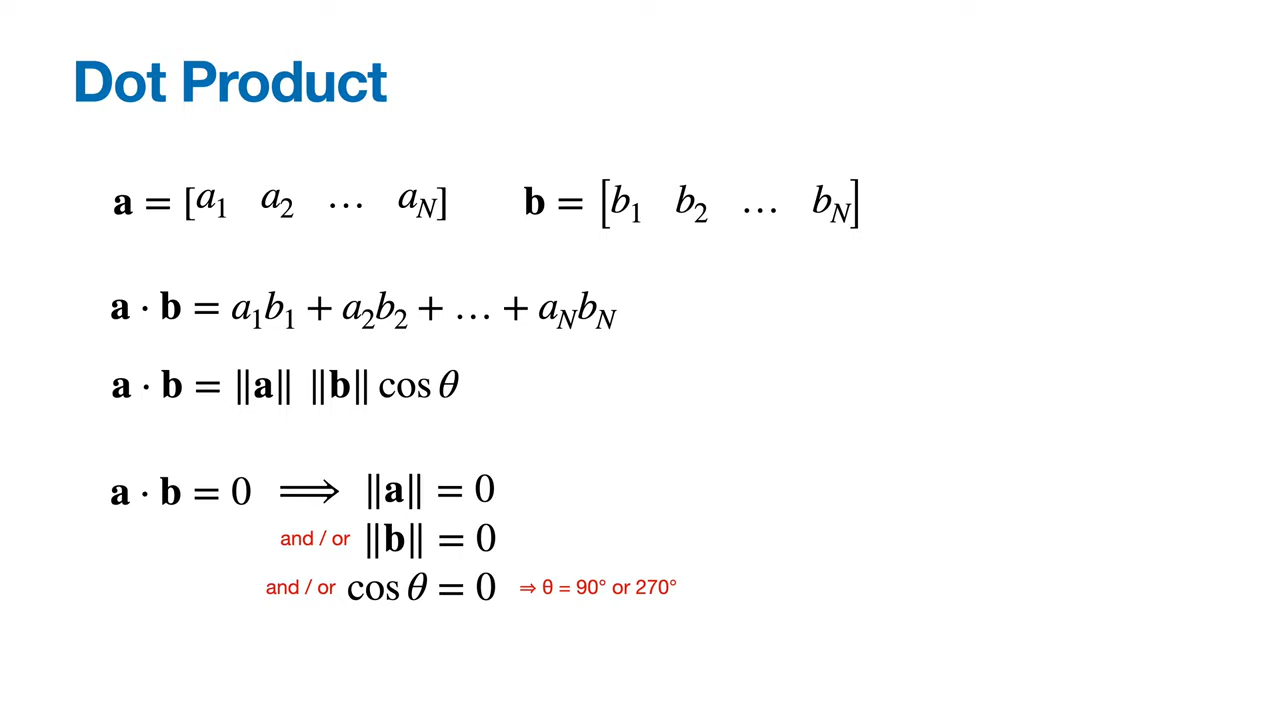 Dot Product
𝐚 = [a₁ a₂ … a_N] 𝐛 = [b₁ b₂ … b_N]
𝐚 · 𝐛 = a₁b₁ + a₂b₂ + … + a_Nb_N
𝐚 · 𝐛 = ‖𝐚‖ ‖𝐛‖ cos θ
𝐚 · 𝐛 = 0 ⟹ ‖𝐚‖ = 0
and / or ‖𝐛‖ = 0
and / or cos θ = 0 ⇒ θ = 90° or 270°